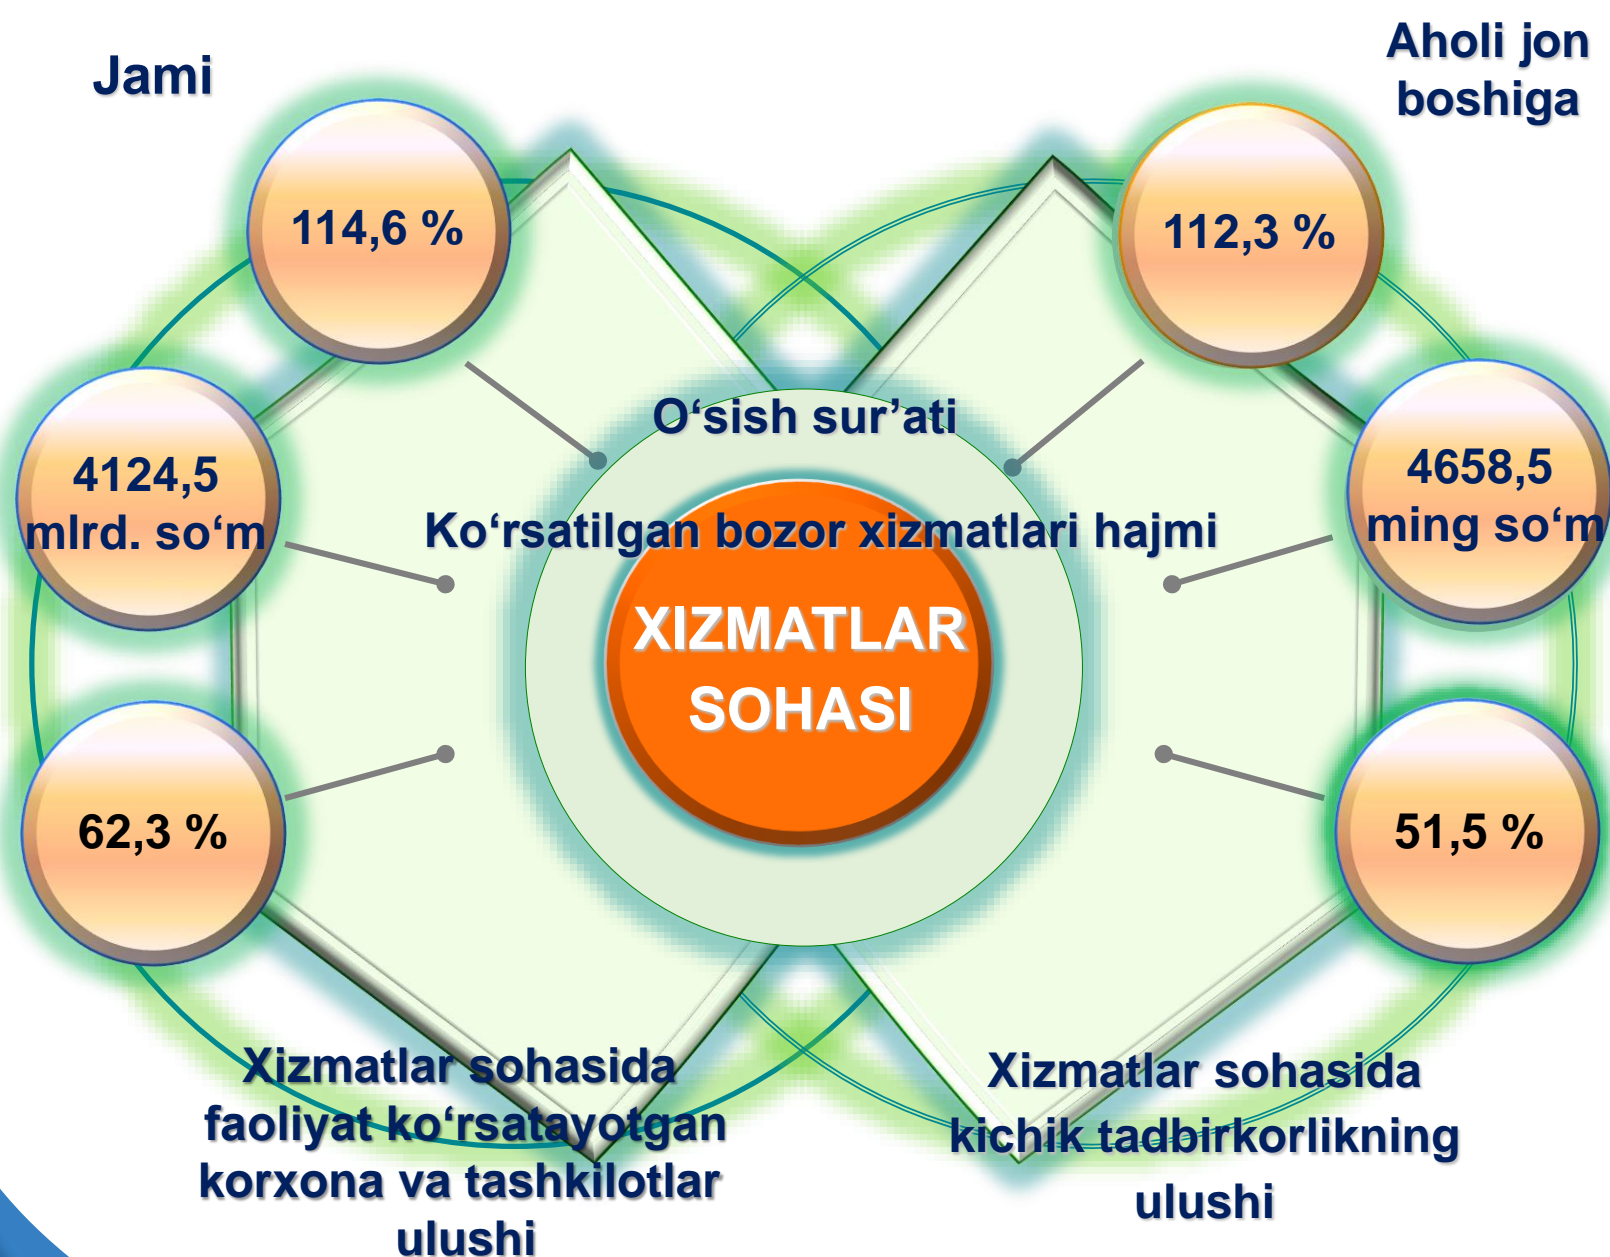 Jami
Aholi jon
boshiga
114,6 %
112,3 %
O‘sish sur’ati
4124,5
mlrd. so‘m
4658,5
ming so‘m
Ko‘rsatilgan bozor xizmatlari hajmi
XIZMATLAR
SOHASI
62,3 %
51,5 %
Xizmatlar sohasida
faoliyat ko‘rsatayotgan
korxona va tashkilotlar
ulushi
Xizmatlar sohasida
kichik tadbirkorlikning
ulushi